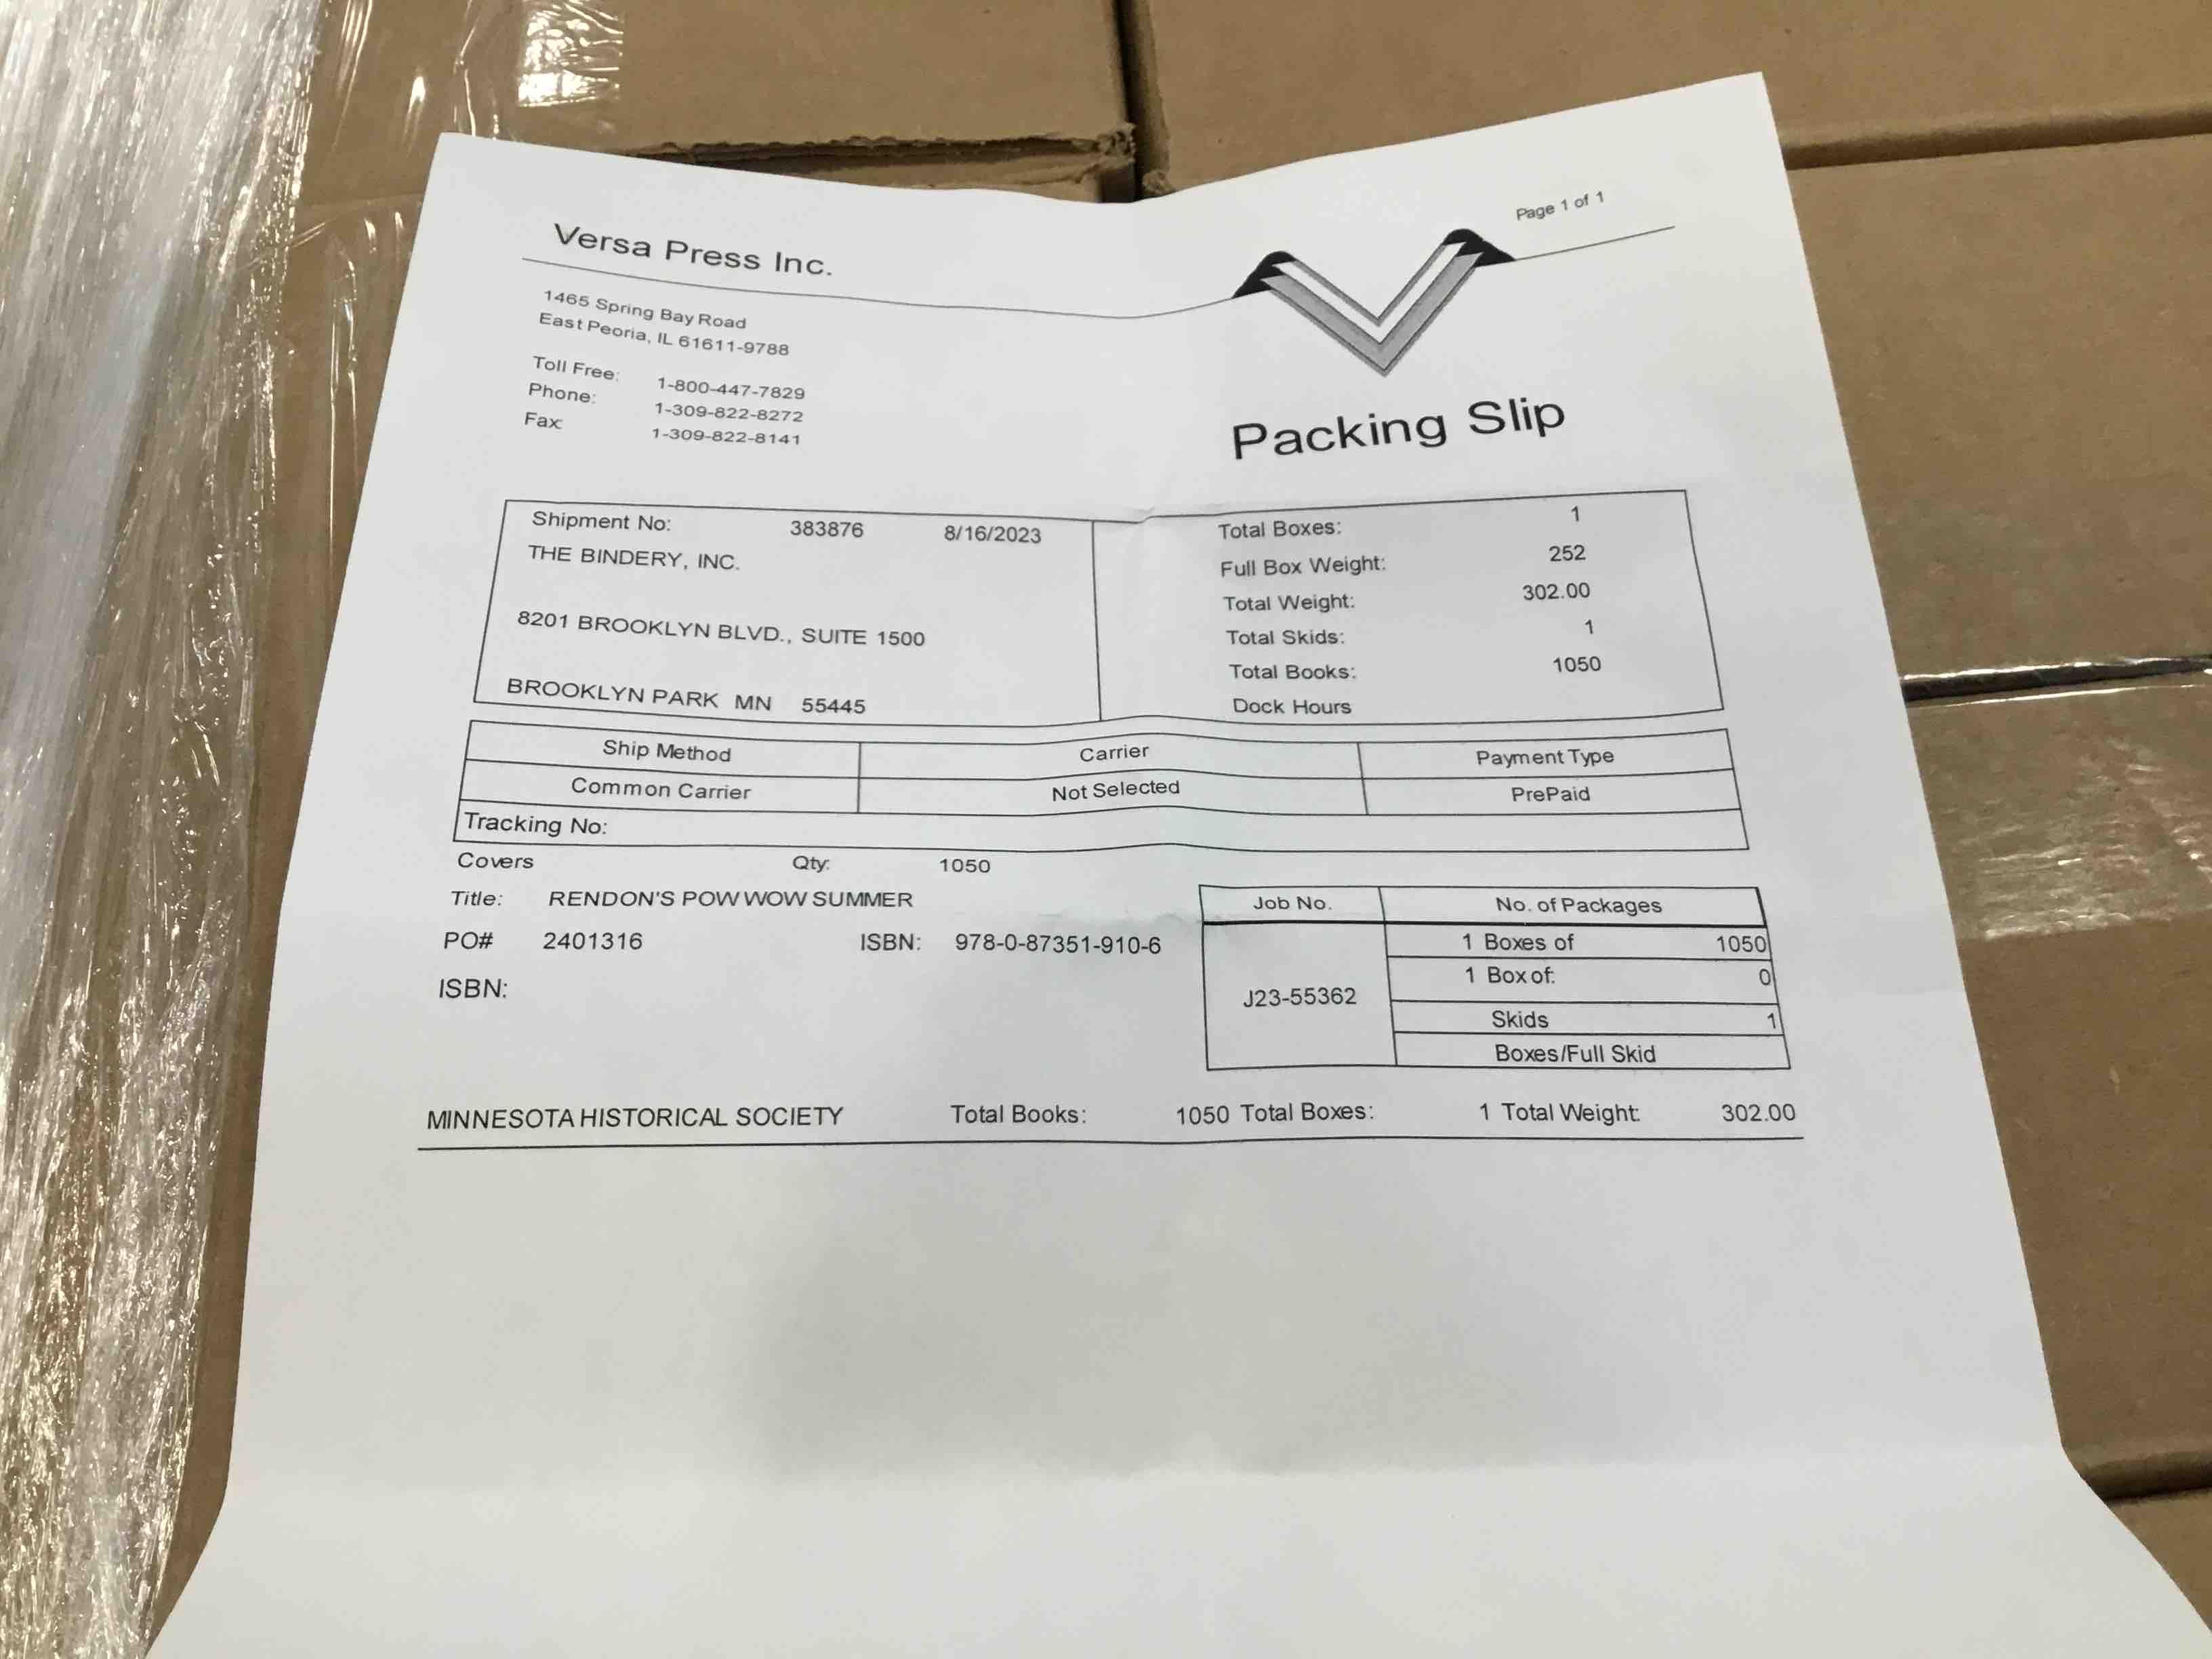 Page 1 of 1
Versa Press Inc.
1465 Spring Bay Road
East Peoria, IL 61611-9788
Toll Free: 1-800-447-7829
Phone: 1-309-822-8272
Fax: 1-309-822-8141
Packing Slip
Shipment No: 383876 8/16/2023
THE BINDERY, INC.
8201 BROOKLYN BLVD., SUITE 1500
BROOKLYN PARK MN 55445
Total Boxes: 1
Full Box Weight: 252
Total Weight: 302.00
Total Skids: 1
Total Books: 1050
Dock Hours
Ship Method Carrier Payment Type
Common Carrier Not Selected PrePaid
Tracking No:
Covers Qty: 1050
Title: RENDON'S POW WOW SUMMER
PO# 2401316 ISBN: 978-0-87351-910-6
ISBN:
Job No. No. of Packages
J23-55362
1 Boxes of 1050
1 Box of: 0
Skids 1
Boxes/Full Skid
MINNESOTA HISTORICAL SOCIETY Total Books: 1050 Total Boxes: 1 Total Weight: 302.00